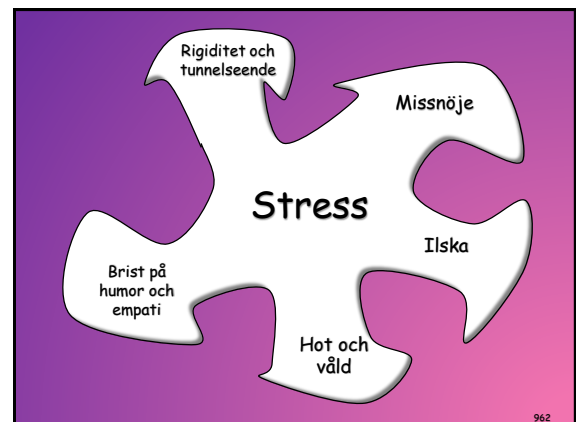 Rigiditet och
tunnelseende
Missnöje
Stress
Ilska
Brist på
humor och
empati
Hot och
våld
962